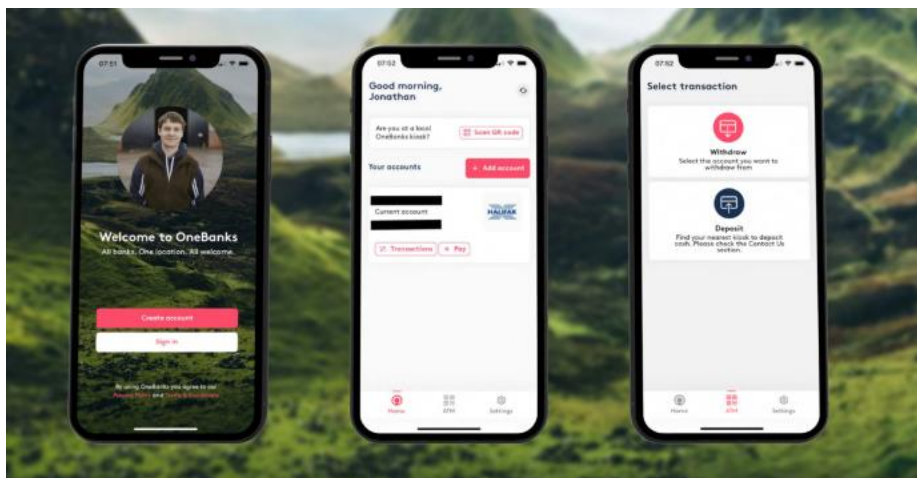 07:51
Welcome to OneBanks
All banks. One location. All welcome.
Create account
Sign in
By using OneBanks you agree to our
Privacy Policy and Terms & Conditions
07:52
Good morning,
Jonathan
Are you at a local
OneBanks kiosk?
Scan QR code
Your accounts
+ Add account
Current account
HALIFAX
Transactions
+ Pay
Home
ATM
Settings
07:52
Select transaction
Withdraw
Select the account you want to
withdraw from
Deposit
Find your nearest kiosk to deposit
cash. Please check the Contact Us
section.
Home
ATM
Settings